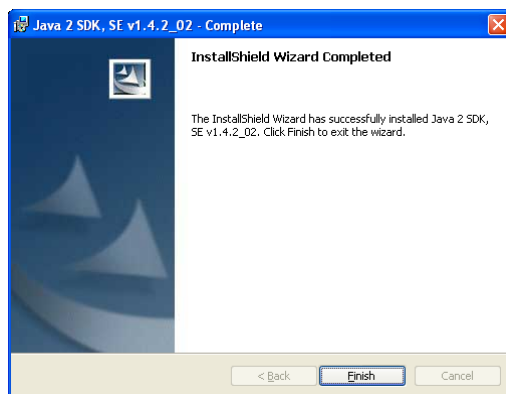 Java 2 SDK, SE v1.4.2_02 - Complete
InstallShield Wizard Completed
The InstallShield Wizard has successfully installed Java 2 SDK,
SE v1.4.2_02. Click Finish to exit the wizard.
< Back
Finish
Cancel